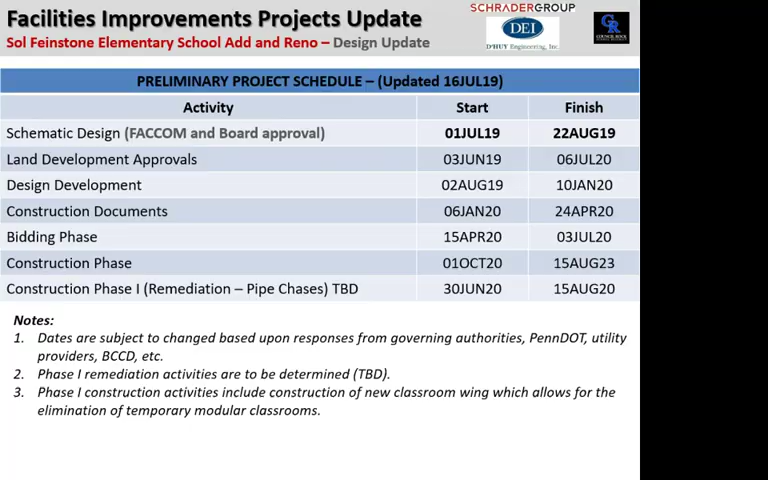 Facilities Improvements Projects Update
Sol Feinstone Elementary School Add and Reno – Design Update
SCHRADERGROUP
DEI
D'HUY Engineering, Inc.
CR
COUNCIL ROCK
PRELIMINARY PROJECT SCHEDULE – (Updated 16JUL19)
Activity Start Finish
Schematic Design (FACCOM and Board approval) 01JUL19 22AUG19
Land Development Approvals 03JUN19 06JUL20
Design Development 02AUG19 10JAN20
Construction Documents 06JAN20 24APR20
Bidding Phase 15APR20 03JUL20
Construction Phase 01OCT20 15AUG23
Construction Phase I (Remediation – Pipe Chases) TBD 30JUN20 15AUG20
Notes:
1. Dates are subject to changed based upon responses from governing authorities, PennDOT, utility
providers, BCCD, etc.
2. Phase I remediation activities are to be determined (TBD).
3. Phase I construction activities include construction of new classroom wing which allows for the
elimination of temporary modular classrooms.